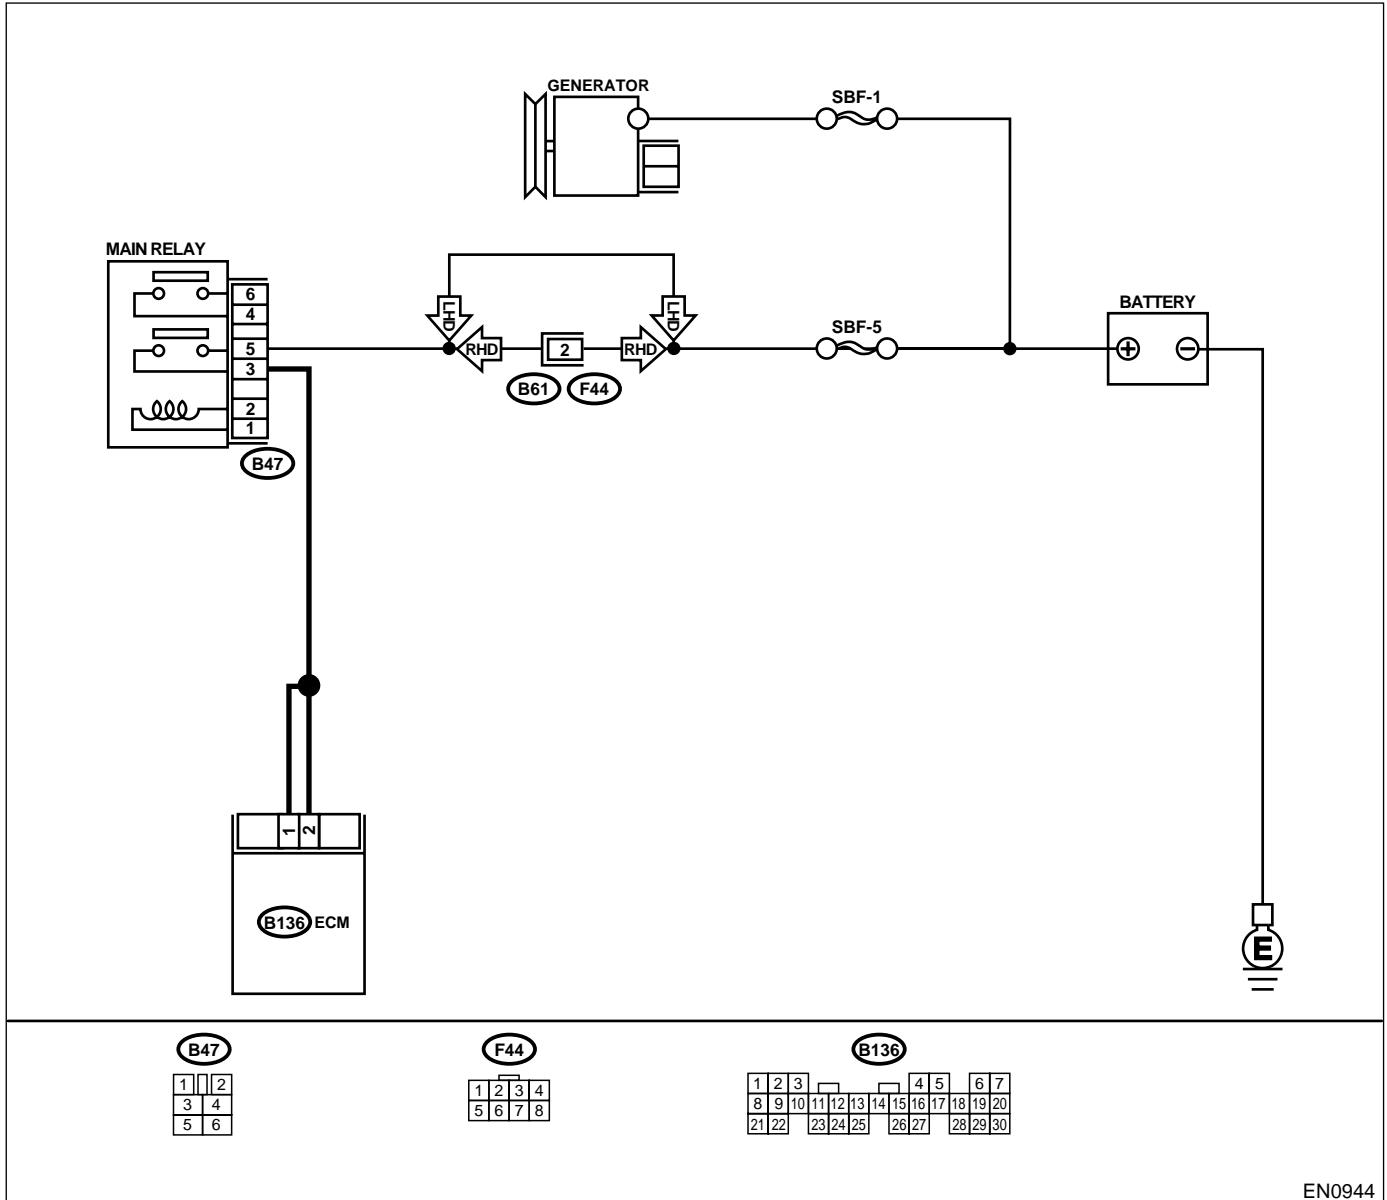 GENERATOR
SBF-1
MAIN RELAY
6
4
5
3
2
1
B47
LHD
LHD
RHD
2
RHD
B61
F44
SBF-5
BATTERY
+
−
1
2
B136 ECM
E
B47
1 2
3 4
5 6
F44
1 2 3 4
5 6 7 8
B136
1 2 3 4 5 6 7
8 9 10 11 12 13 14 15 16 17 18 19 20
21 22 23 24 25 26 27 28 29 30
EN0944